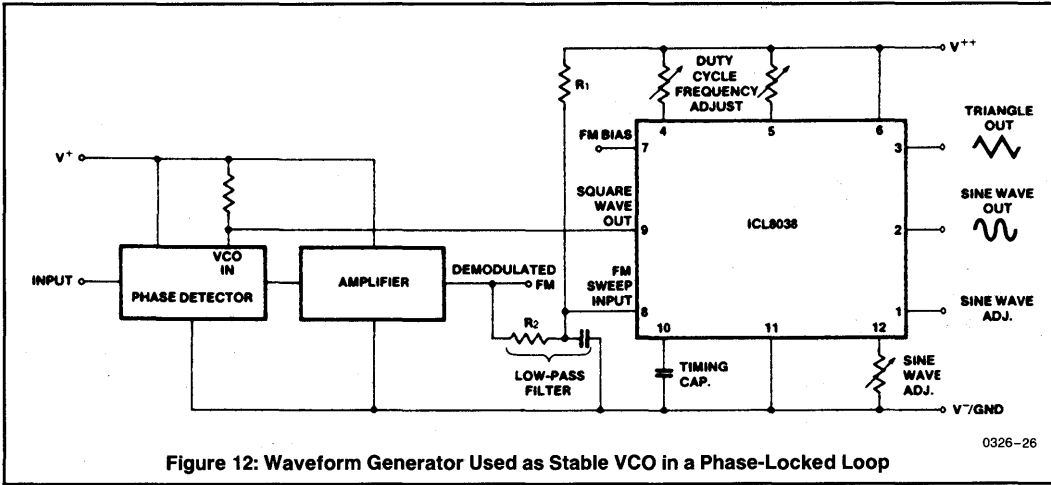 V++
R1
DUTY
CYCLE
FREQUENCY
ADJUST
4
5
6
TRIANGLE
OUT
FM BIAS
7
3
V+
SQUARE
WAVE
OUT
9
ICL8038
2
SINE WAVE
OUT
INPUT
VCO
IN
PHASE DETECTOR
AMPLIFIER
DEMODULATED
FM
FM
SWEEP
INPUT
8
1
SINE WAVE
ADJ.
R2
LOW-PASS
FILTER
10
11
12
TIMING
CAP.
SINE
WAVE
ADJ.
V-/GND
0326-26
Figure 12: Waveform Generator Used as Stable VCO in a Phase-Locked Loop